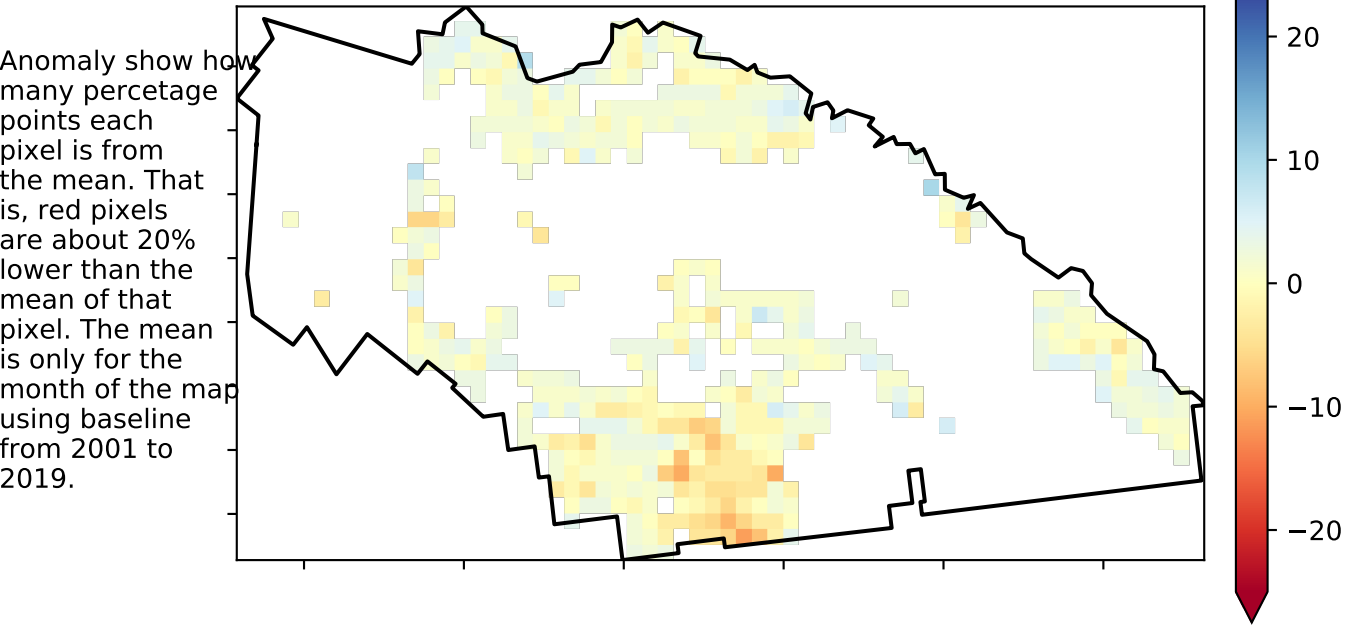 Anomaly show how
many percetage
points each
pixel is from
the mean. That
is, red pixels
are about 20%
lower than the
mean of that
pixel. The mean
is only for the
month of the map
using baseline
from 2001 to
2019.
20
10
0
−10
−20